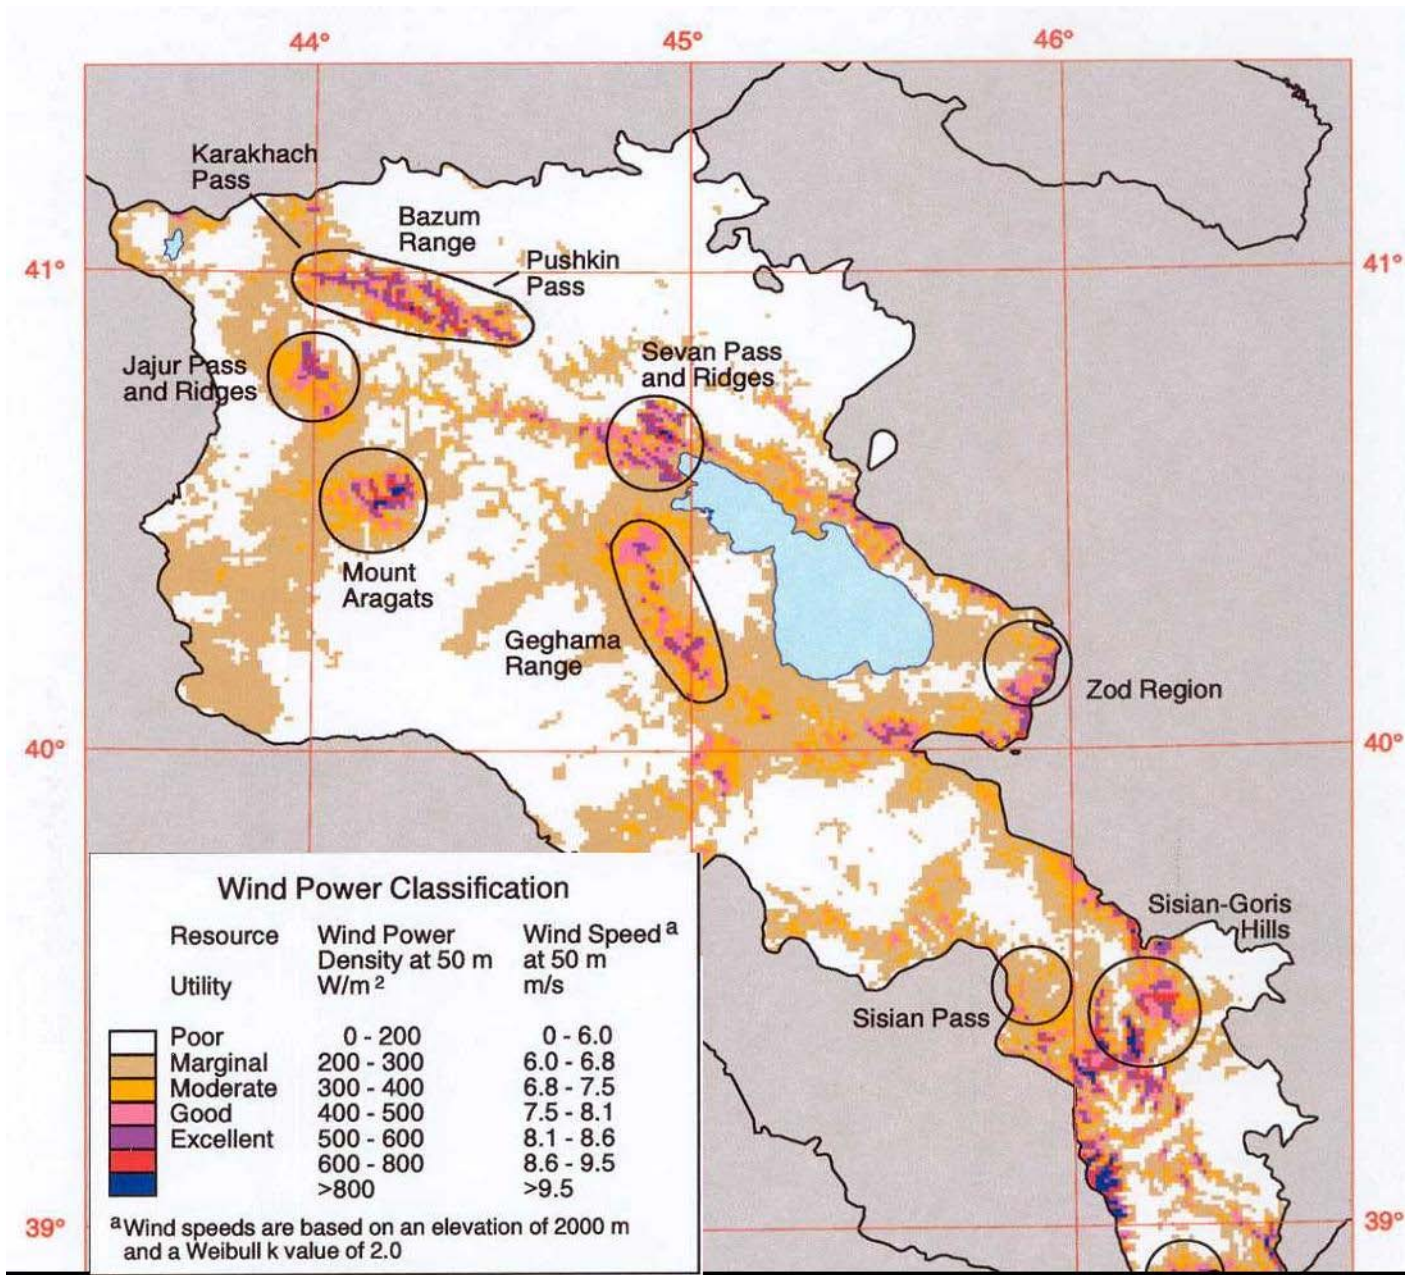 44°
45°
46°
Karakhach
Pass
Bazum
Range
Pushkin
Pass
41°
41°
Jajur Pass
and Ridges
Sevan Pass
and Ridges
Mount
Aragats
Geghama
Range
Zod Region
40°
40°
Sisian-Goris
Hills
Sisian Pass
39°
39°
Wind Power Classification
Resource Wind Power Wind Speed a
Density at 50 m at 50 m
Utility W/m 2 m/s
Poor 0 - 200 0 - 6.0
Marginal 200 - 300 6.0 - 6.8
Moderate 300 - 400 6.8 - 7.5
Good 400 - 500 7.5 - 8.1
Excellent 500 - 600 8.1 - 8.6
600 - 800 8.6 - 9.5
>800 >9.5
a Wind speeds are based on an elevation of 2000 m
and a Weibull k value of 2.0